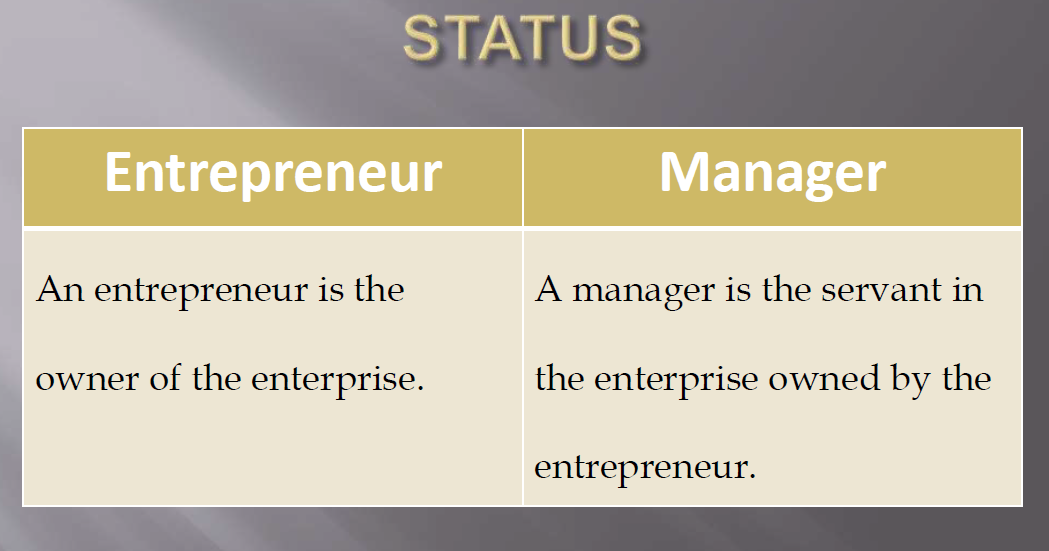 STATUS
Entrepreneur
Manager
An entrepreneur is the
owner of the enterprise.
A manager is the servant in
the enterprise owned by the
entrepreneur.